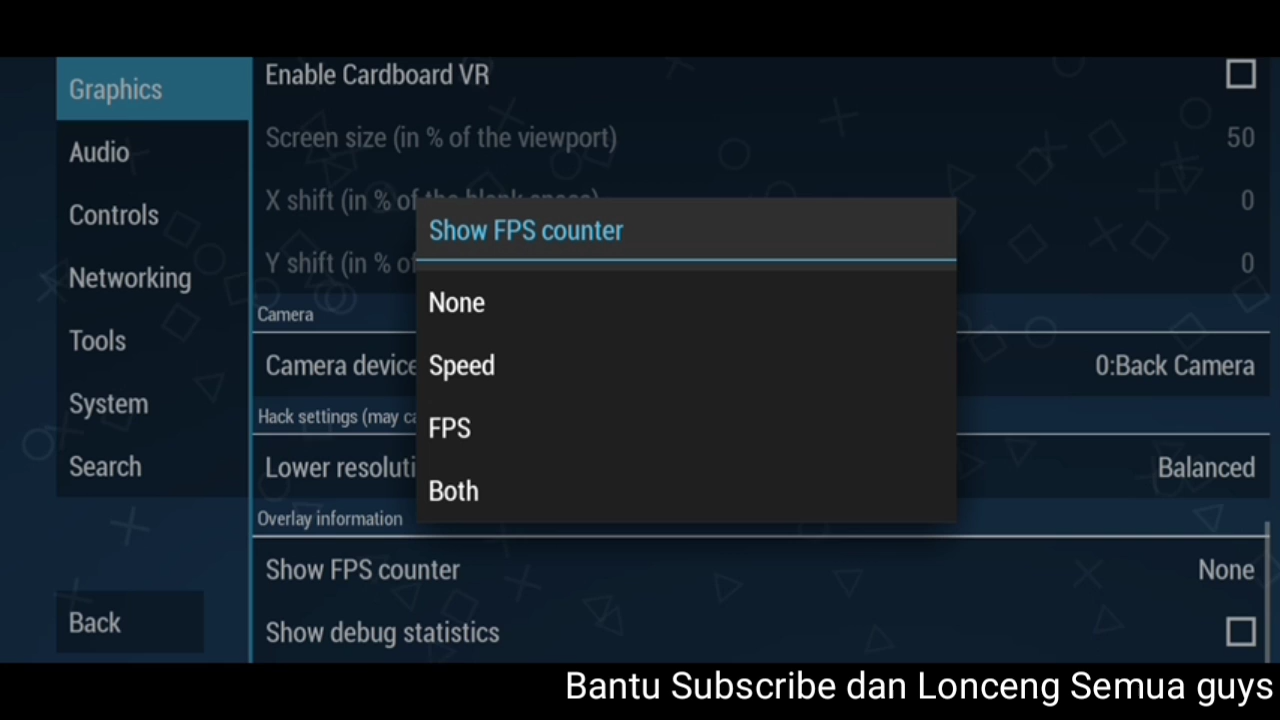 Graphics
Audio
Controls
Networking
Tools
System
Search
Back
Enable Cardboard VR
Screen size (in % of the viewport) 50
X shift (in % of the blank space) 0
Y shift (in % of 0
Camera
Camera device 0:Back Camera
Hack settings (may ca
Lower resoluti Balanced
Overlay information
Show FPS counter None
Show debug statistics
Show FPS counter
None
Speed
FPS
Both
Bantu Subscribe dan Lonceng Semua guys